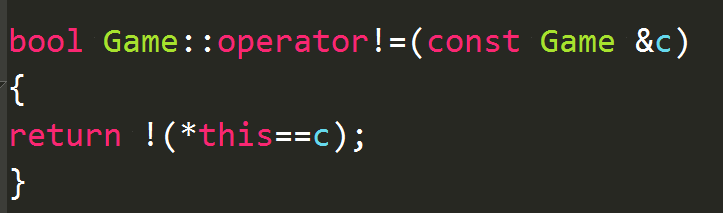 bool Game::operator!=(const Game &c)
{
return !(*this==c);
}